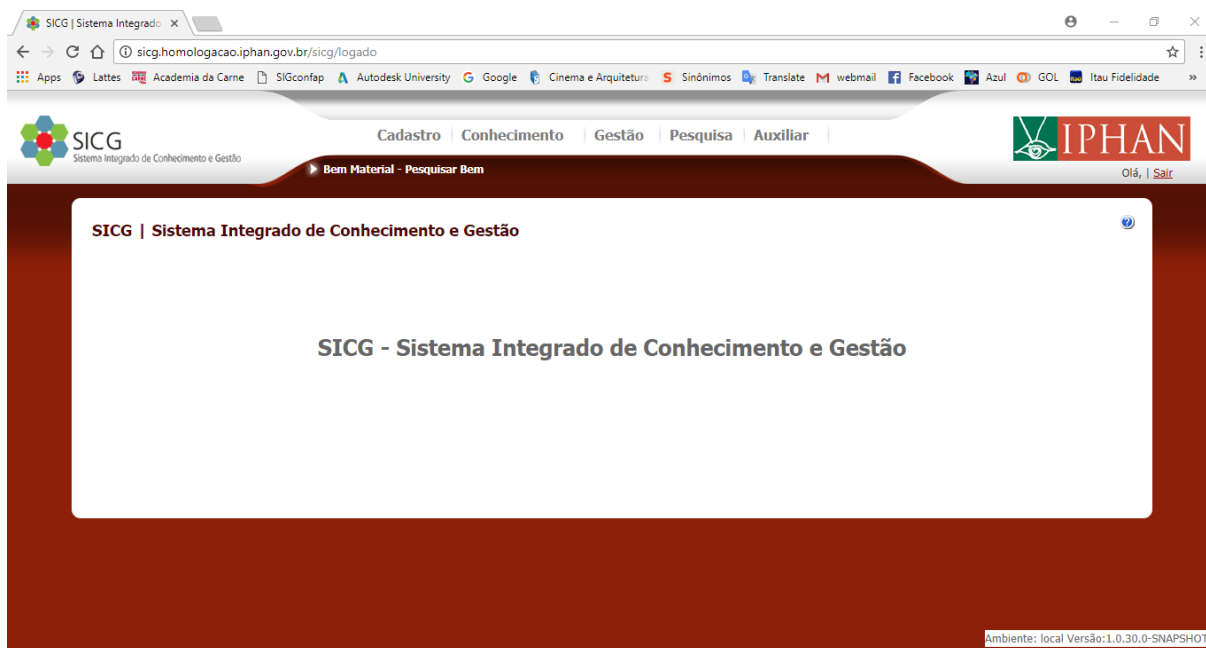 SICG | Sistema Integrado
sicg.homologacao.iphan.gov.br/sicg/logado
Apps Lattes Academia da Carne SIGconfap Autodesk University Google Cinema e Arquitetura Sinónimos Translate webmail Facebook Azul GOL Itau Fidelidade »
SICG
Sistema Integrado de Conhecimento e Gestão
Cadastro Conhecimento Gestão Pesquisa Auxiliar
IPHAN
Bem Material - Pesquisar Bem
Olá, | Sair
SICG | Sistema Integrado de Conhecimento e Gestão
SICG - Sistema Integrado de Conhecimento e Gestão
Ambiente: local Versão:1.0.30.0-SNAPSHOT